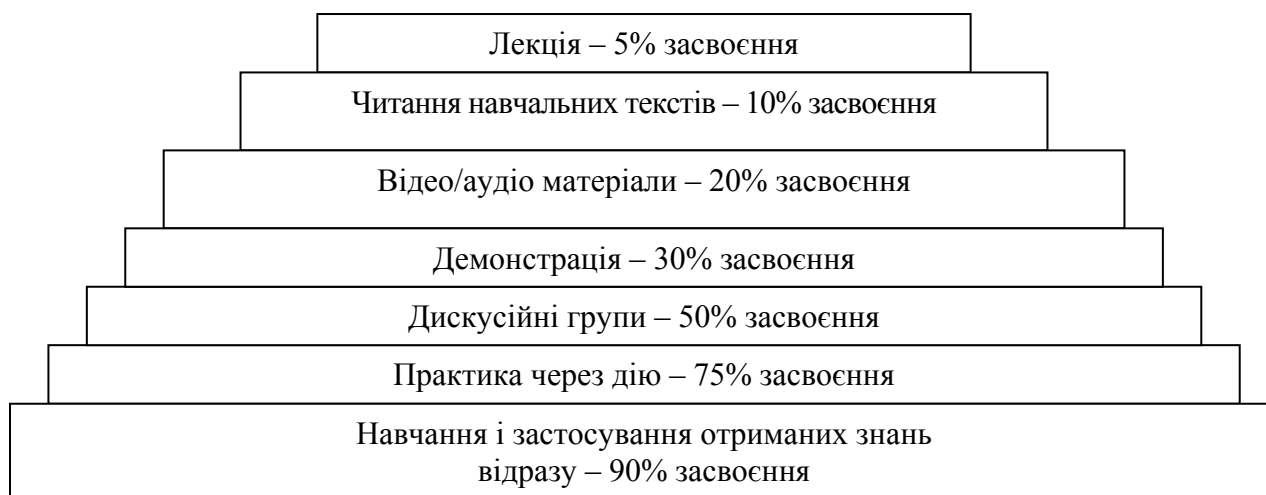 Лекція – 5% засвоєння
Читання навчальних текстів – 10% засвоєння
Відео/аудіо матеріали – 20% засвоєння
Демонстрація – 30% засвоєння
Дискусійні групи – 50% засвоєння
Практика через дію – 75% засвоєння
Навчання і застосування отриманих знань
відразу – 90% засвоєння